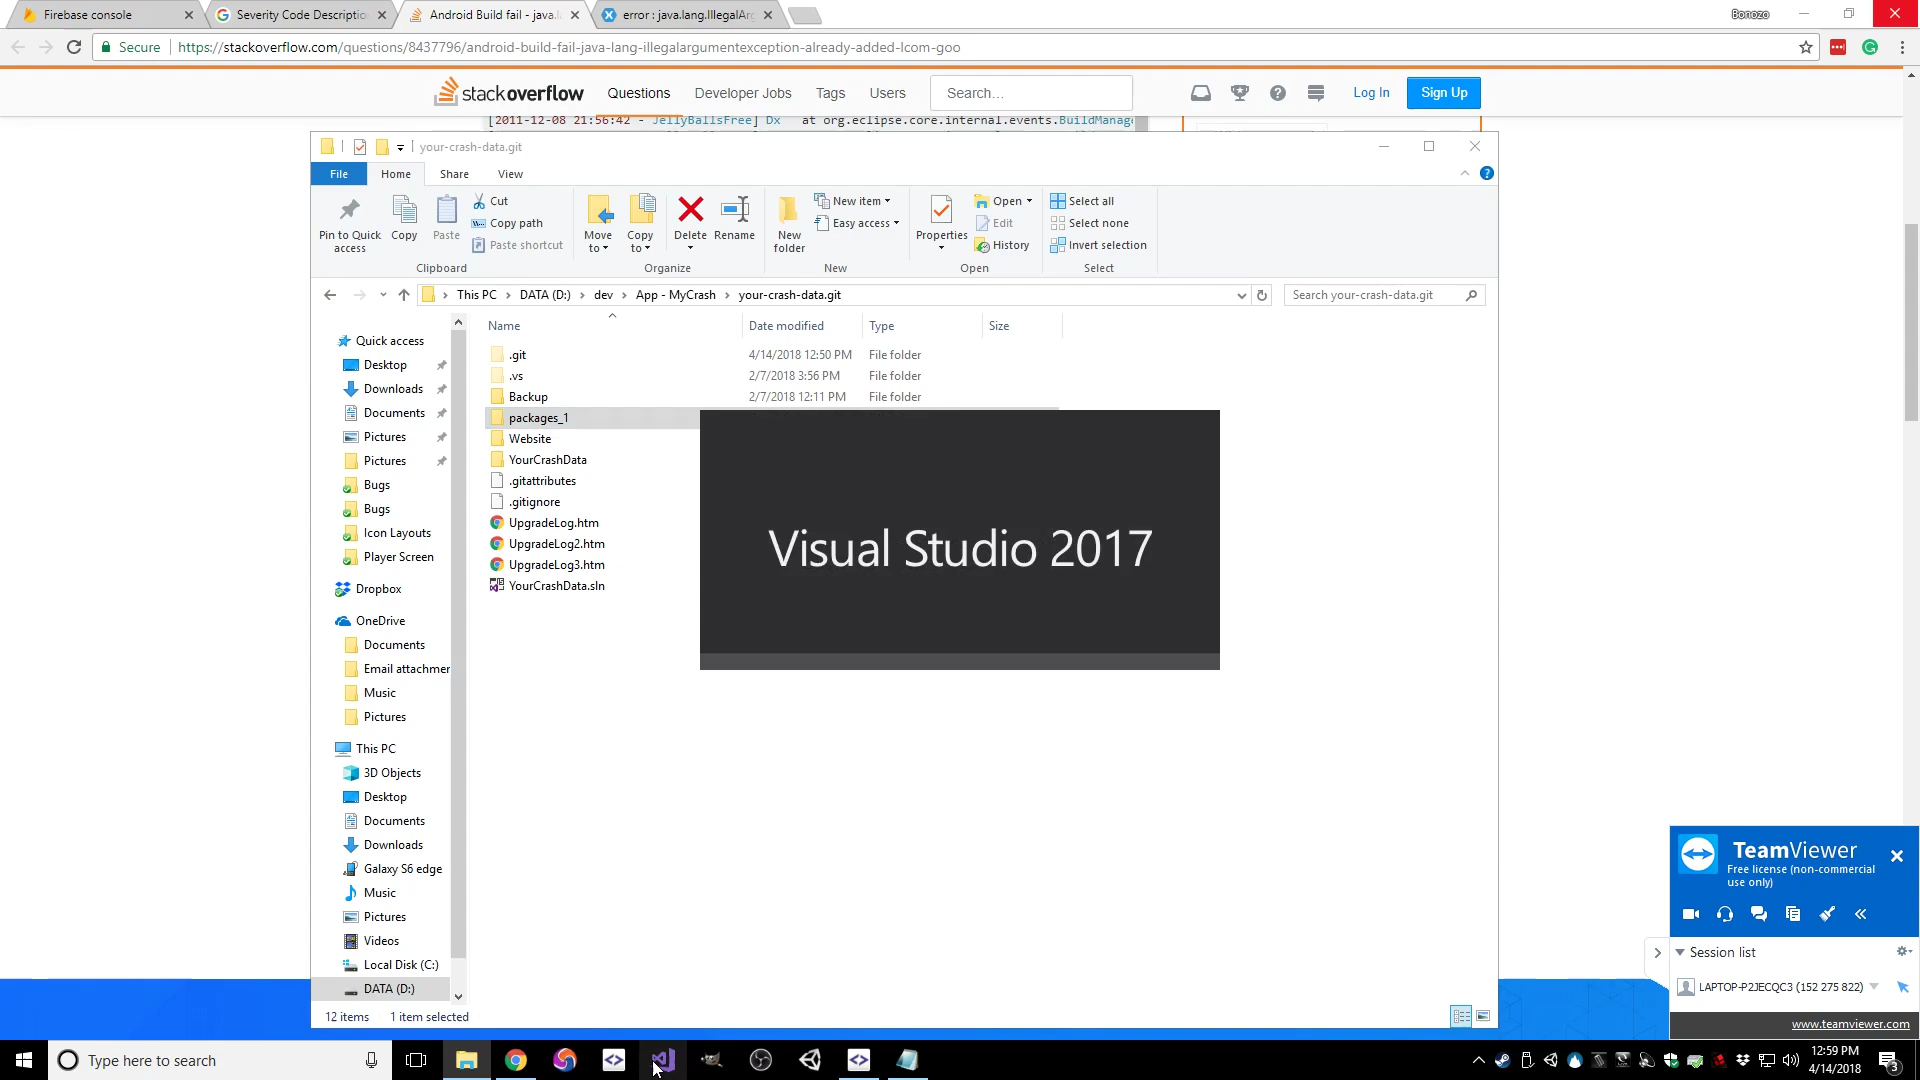 Firebase console
Severity Code Descriptio
Android Build fail - java.l
error : java.lang.IllegalArg
Bonozo
Secure
https://stackoverflow.com/questions/8437796/android-build-fail-java-lang-illegalargumentexception-already-added-lcom-goo
stackoverflow
Questions
Developer Jobs
Tags
Users
Search…
Log In
Sign Up
[2011-12-08 21:56:42 - JellyBallsFree] Dx   at org.eclipse.core.internal.events.BuildManage
your-crash-data.git
File
Home
Share
View
Pin to Quick access
Copy
Paste
Cut
Copy path
Paste shortcut
Clipboard
Move to
Copy to
Delete
Rename
Organize
New folder
New item
Easy access
New
Properties
Open
Edit
History
Open
Select all
Select none
Invert selection
Select
This PC
DATA (D:)
dev
App - MyCrash
your-crash-data.git
Search your-crash-data.git
Name
Date modified
Type
Size
.git 4/14/2018 12:50 PM File folder
.vs 2/7/2018 3:56 PM File folder
Backup 2/7/2018 12:11 PM File folder
packages_1
Website
YourCrashData
.gitattributes
.gitignore
UpgradeLog.htm
UpgradeLog2.htm
UpgradeLog3.htm
YourCrashData.sln
Visual Studio 2017
Quick access
Desktop
Downloads
Documents
Pictures
Pictures
Bugs
Bugs
Icon Layouts
Player Screen
Dropbox
OneDrive
Documents
Email attachmen
Music
Pictures
This PC
3D Objects
Desktop
Documents
Downloads
Galaxy S6 edge
Music
Pictures
Videos
Local Disk (C:)
DATA (D:)
12 items
1 item selected
TeamViewer
Free license (non-commercial
use only)
Session list
LAPTOP-P2JECQC3 (152 275 822)
www.teamviewer.com
Type here to search
12:59 PM
4/14/2018
3